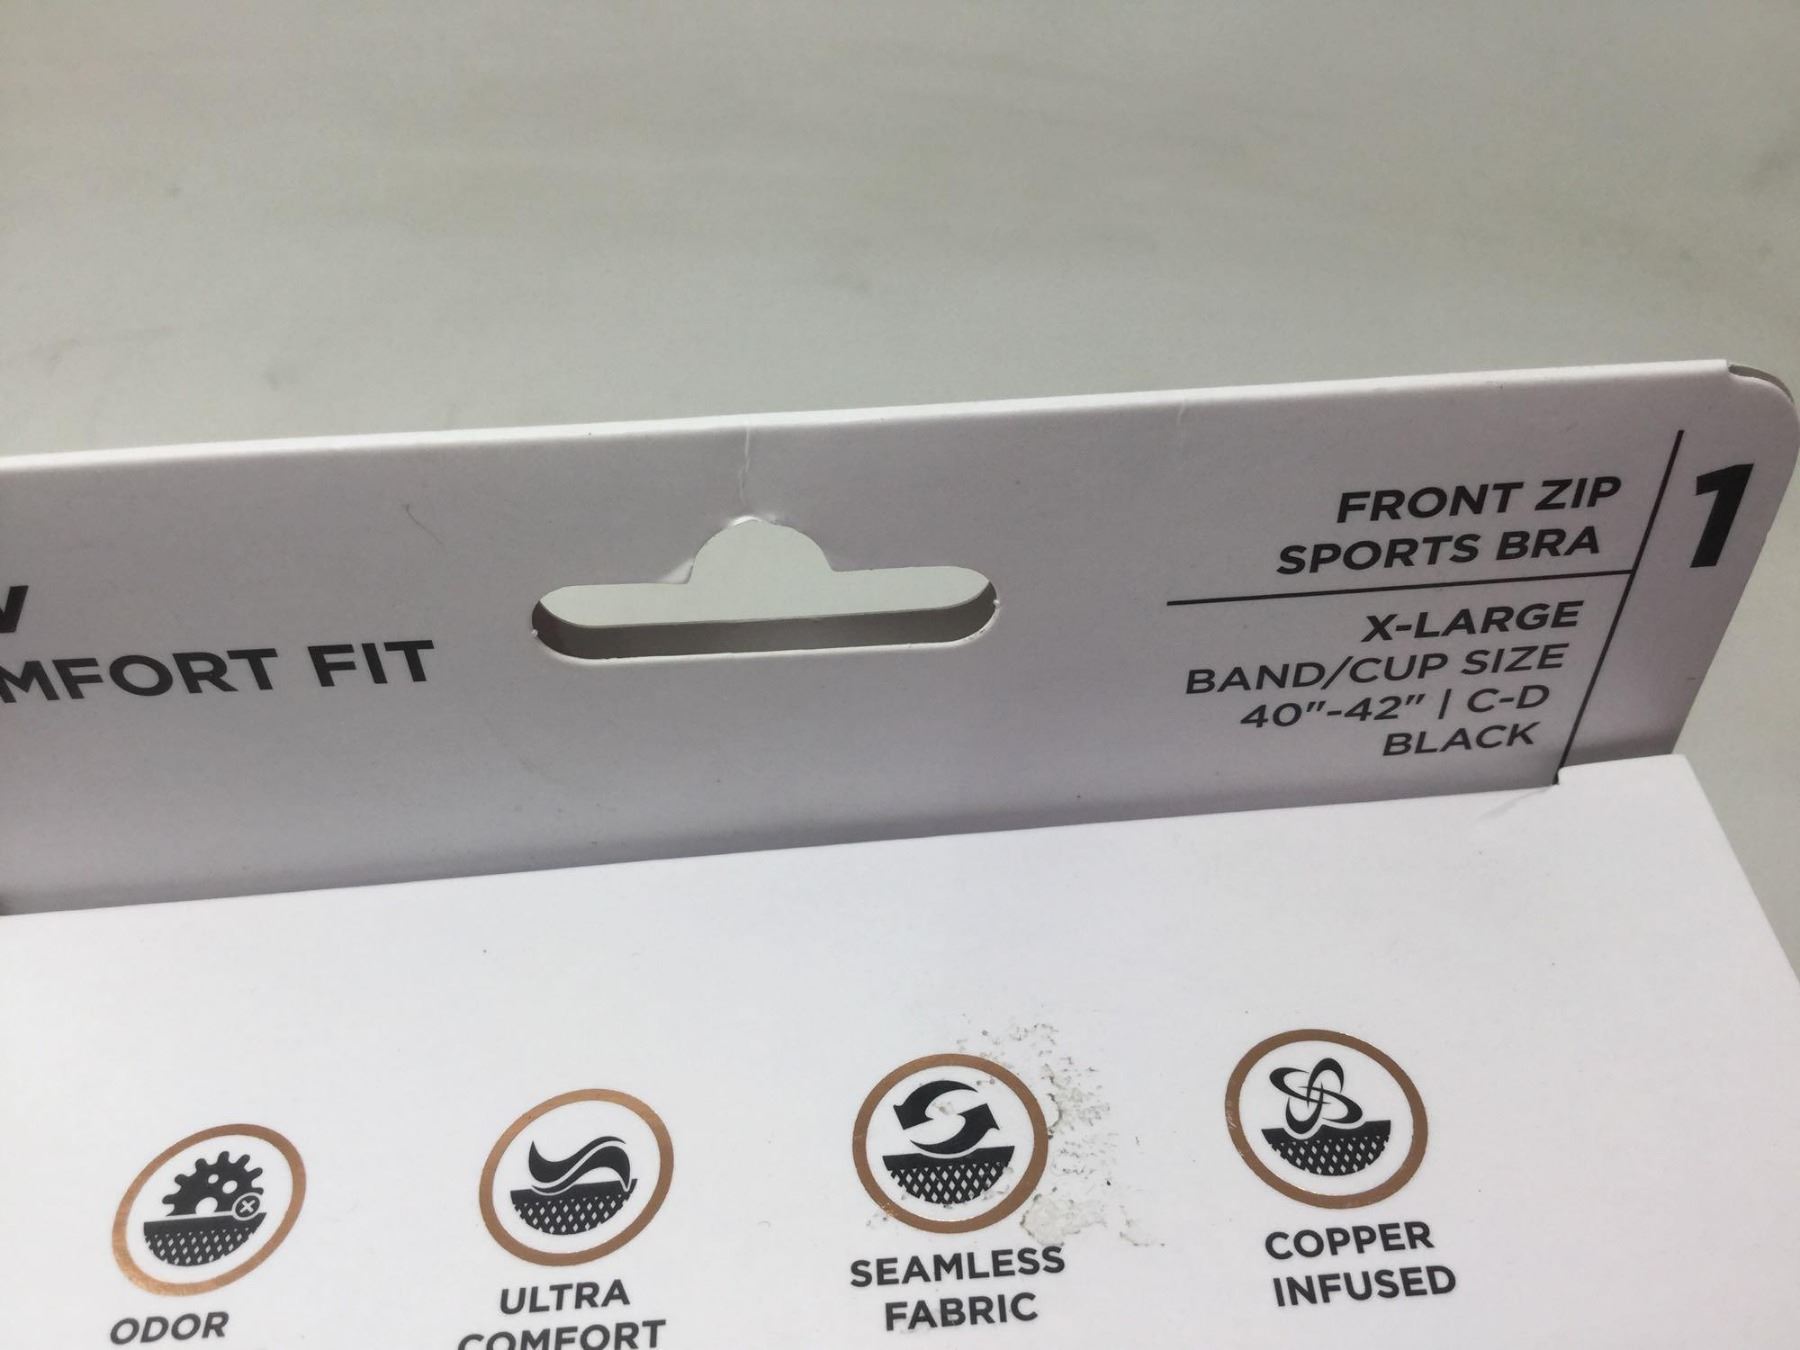 MFORT FIT
FRONT ZIP
SPORTS BRA
1
X-LARGE
BAND/CUP SIZE
40"-42" | C-D
BLACK
ODOR
ULTRA
COMFORT
SEAMLESS
FABRIC
COPPER
INFUSED